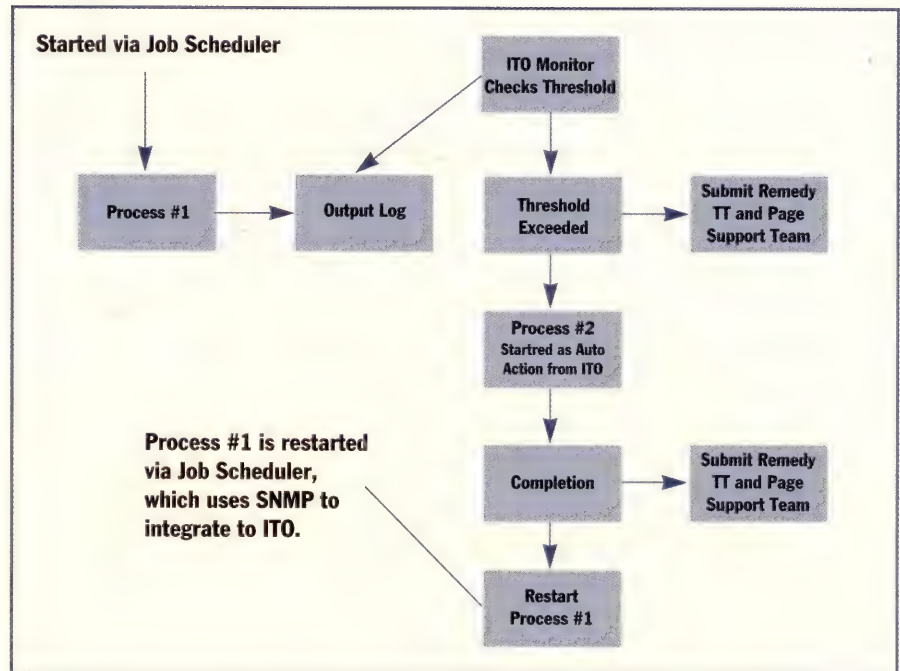 Started via Job Scheduler
ITO Monitor
Checks Threshold
Process #1
Output Log
Threshold
Exceeded
Submit Remedy
TT and Page
Support Team
Process #2
Startred as Auto
Action from ITO
Process #1 is restarted
via Job Scheduler,
which uses SNMP to
integrate to ITO.
Completion
Submit Remedy
TT and Page
Support Team
Restart
Process #1